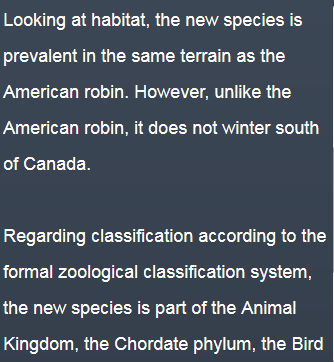 Looking at habitat, the new species is
prevalent in the same terrain as the
American robin. However, unlike the
American robin, it does not winter south
of Canada.
Regarding classification according to the
formal zoological classification system,
the new species is part of the Animal
Kingdom, the Chordate phylum, the Bird